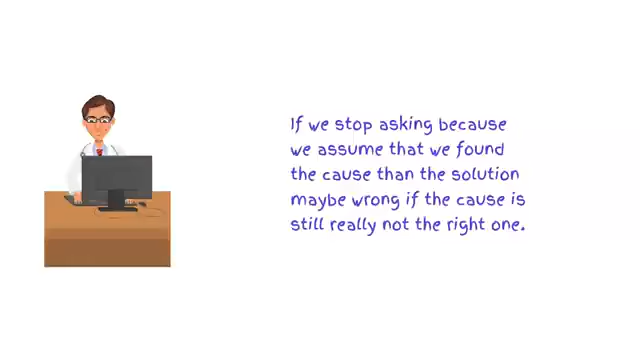 If we stop asking because
we assume that we found
the cause than the solution
maybe wrong if the cause is
still really not the right one.